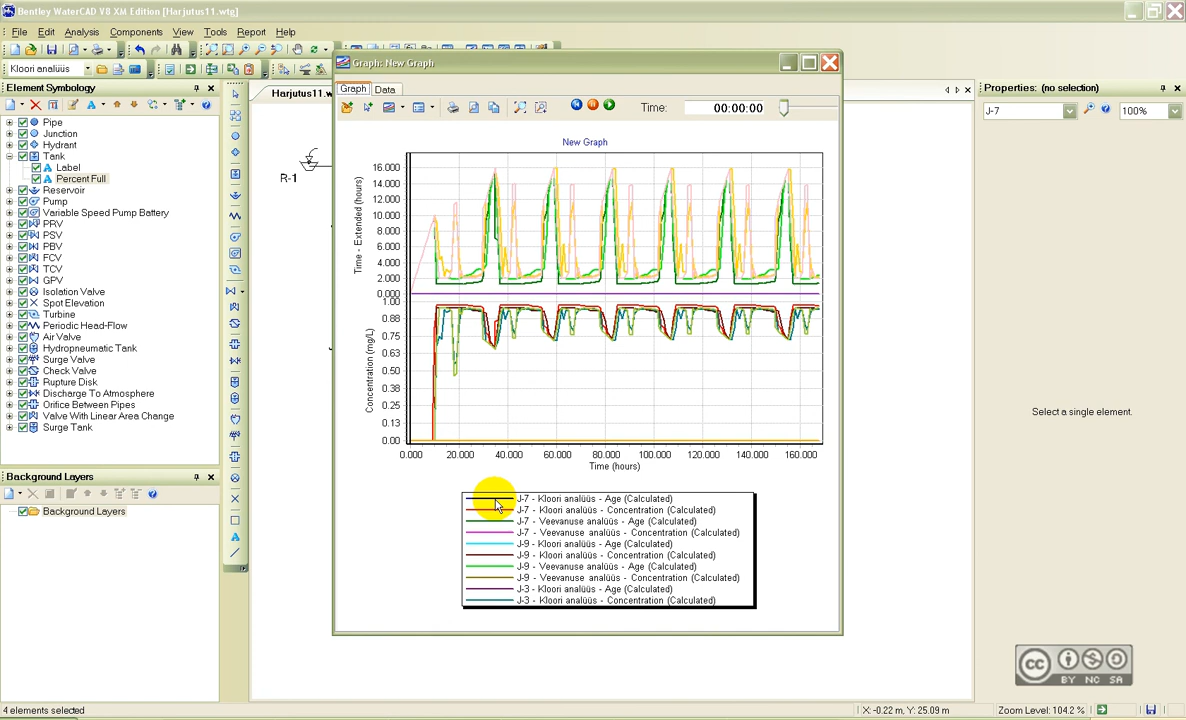 Bentley WaterCAD V8 XM Edition [Harjutus11.wtg]
File Edit Analysis Components View Tools Report Help
Kloori analüüs
Element Symbology
Pipe
Junction
Hydrant
Tank
Label
Percent Full
Reservoir
Pump
Variable Speed Pump Battery
PRV
PSV
PBV
FCV
TCV
GPV
Isolation Valve
Spot Elevation
Turbine
Periodic Head-Flow
Air Valve
Hydropneumatic Tank
Surge Valve
Check Valve
Rupture Disk
Discharge To Atmosphere
Orifice Between Pipes
Valve With Linear Area Change
Surge Tank
Background Layers
Background Layers
Harjutus11.w
R-1
Graph: New Graph
Graph Data
Time: 00:00:00
New Graph
Time - Extended (hours)
16.000
14.000
12.000
10.000
8.000
6.000
4.000
2.000
0.000
Concentration (mg/L)
1.00
0.88
0.75
0.63
0.50
0.38
0.25
0.13
0.00
0.000 20.000 40.000 60.000 80.000 100.000 120.000 140.000 160.000
Time (hours)
J-7 - Kloori analüüs - Age (Calculated)
J-7 - Kloori analüüs - Concentration (Calculated)
J-7 - Veevanuse analüüs - Age (Calculated)
J-7 - Veevanuse analüüs - Concentration (Calculated)
J-9 - Kloori analüüs - Age (Calculated)
J-9 - Kloori analüüs - Concentration (Calculated)
J-9 - Veevanuse analüüs - Age (Calculated)
J-9 - Veevanuse analüüs - Concentration (Calculated)
J-3 - Kloori analüüs - Age (Calculated)
J-3 - Kloori analüüs - Concentration (Calculated)
Properties: (no selection)
J-7 100%
Select a single element.
cc BY NC SA
4 elements selected
X: -0.22 m, Y: 25.09 m
Zoom Level: 104.2 %